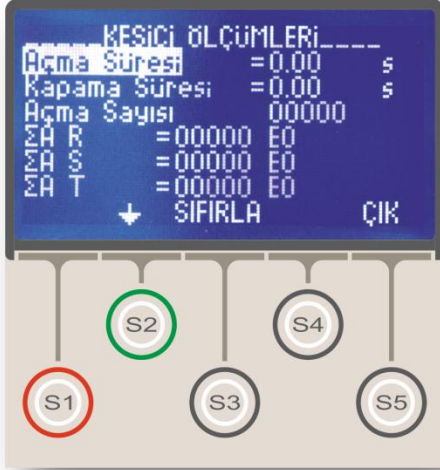 KESİCİ ÖLÇÜMLERİ____
Açma Süresi =0.00 s
Kapama Süresi =0.00 s
Açma Sayısı 00000
ΣA R =00000 E0
ΣA S =00000 E0
ΣA T =00000 E0
SIFIRLA ÇIK
S2 S4
S1 S3 S5